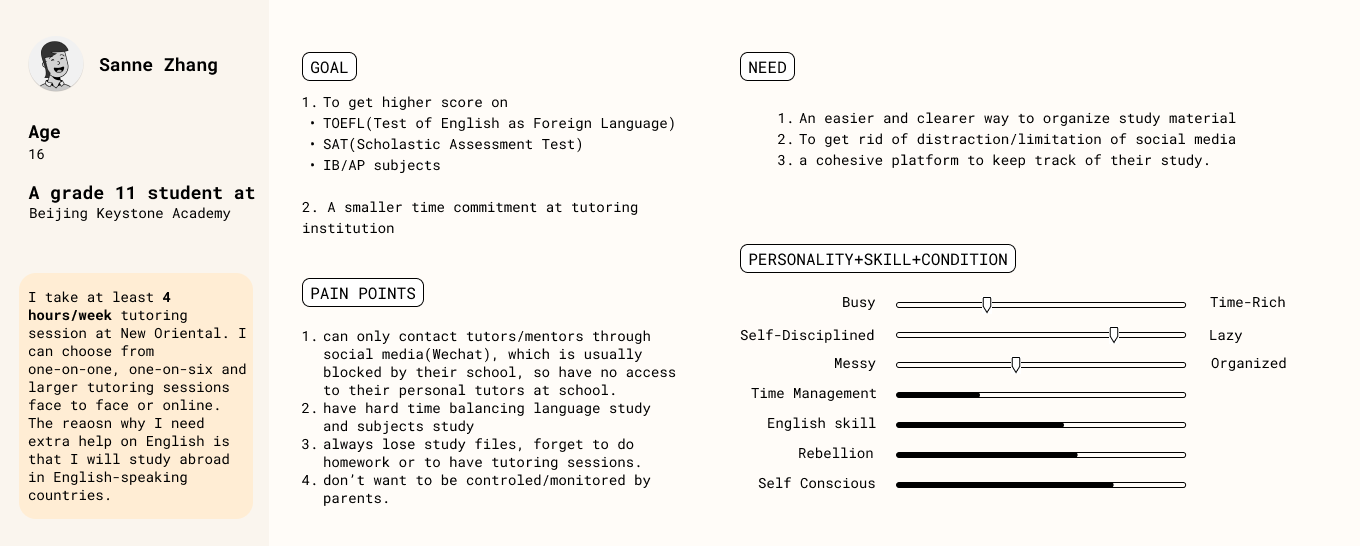 Sanne Zhang
Age
16
A grade 11 student at
Beijing Keystone Academy
I take at least 4
hours/week tutoring
session at New Oriental. I
can choose from
one-on-one, one-on-six and
larger tutoring sessions
face to face or online.
The reaosn why I need
extra help on English is
that I will study abroad
in English-speaking
countries.
GOAL
1. To get higher score on
• TOEFL(Test of English as Foreign Language)
• SAT(Scholastic Assessment Test)
• IB/AP subjects
2. A smaller time commitment at tutoring
institution
PAIN POINTS
1. can only contact tutors/mentors through
social media(Wechat), which is usually
blocked by their school, so have no access
to their personal tutors at school.
2. have hard time balancing language study
and subjects study
3. always lose study files, forget to do
homework or to have tutoring sessions.
4. don't want to be controled/monitored by
parents.
NEED
1. An easier and clearer way to organize study material
2. To get rid of distraction/limitation of social media
3. a cohesive platform to keep track of their study.
PERSONALITY+SKILL+CONDITION
Busy Time-Rich
Self-Disciplined Lazy
Messy Organized
Time Management
English skill
Rebellion
Self Conscious